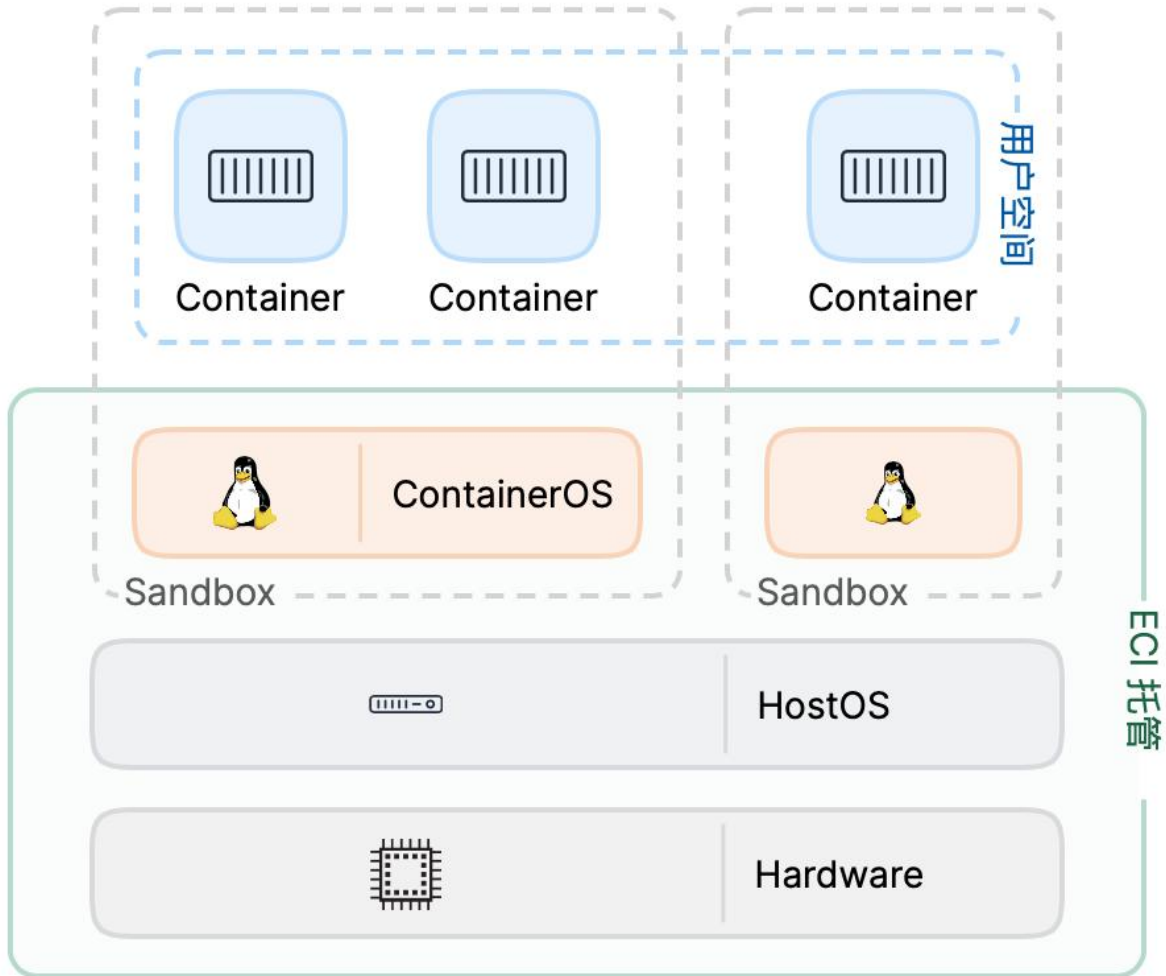 用户空间
Container
Container
Container
ContainerOS
Sandbox
Sandbox
ECI 托管
HostOS
Hardware